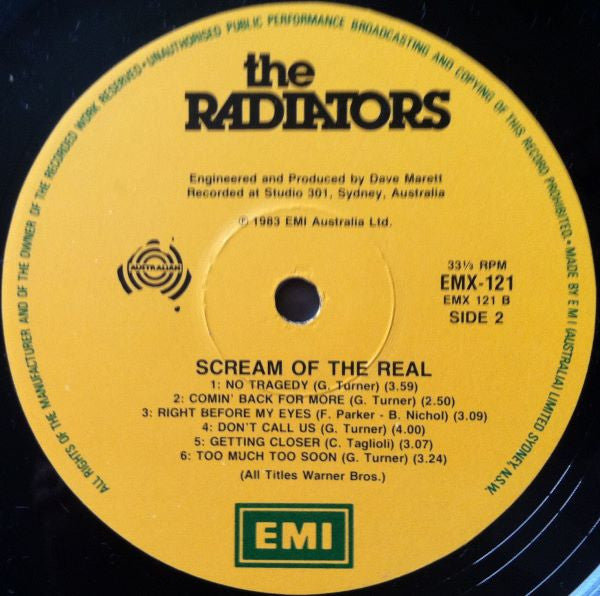 the
RADIATORS
Engineered and Produced by Dave Marett
Recorded at Studio 301, Sydney, Australia
℗ 1983 EMI Australia Ltd.
AUSTRALIAN
33⅓ RPM
EMX-121
EMX 121 B
SIDE 2
SCREAM OF THE REAL
1: NO TRAGEDY (G. Turner) (3.59)
2: COMIN' BACK FOR MORE (G. Turner) (2.50)
3: RIGHT BEFORE MY EYES (F. Parker - B. Nichol) (3.09)
4: DON'T CALL US (G. Turner) (4.00)
5: GETTING CLOSER (C. Taglioli) (3.07)
6: TOO MUCH TOO SOON (G. Turner) (3.24)
(All Titles Warner Bros.)
EMI
ALL RIGHTS OF THE MANUFACTURER AND OF THE OWNER OF THE RECORDED WORK RESERVED • UNAUTHORISED PUBLIC PERFORMANCE BROADCASTING AND COPYING OF THIS RECORD PROHIBITED. • MADE BY E M I (AUSTRALIA) LIMITED SYDNEY, N.S.W.